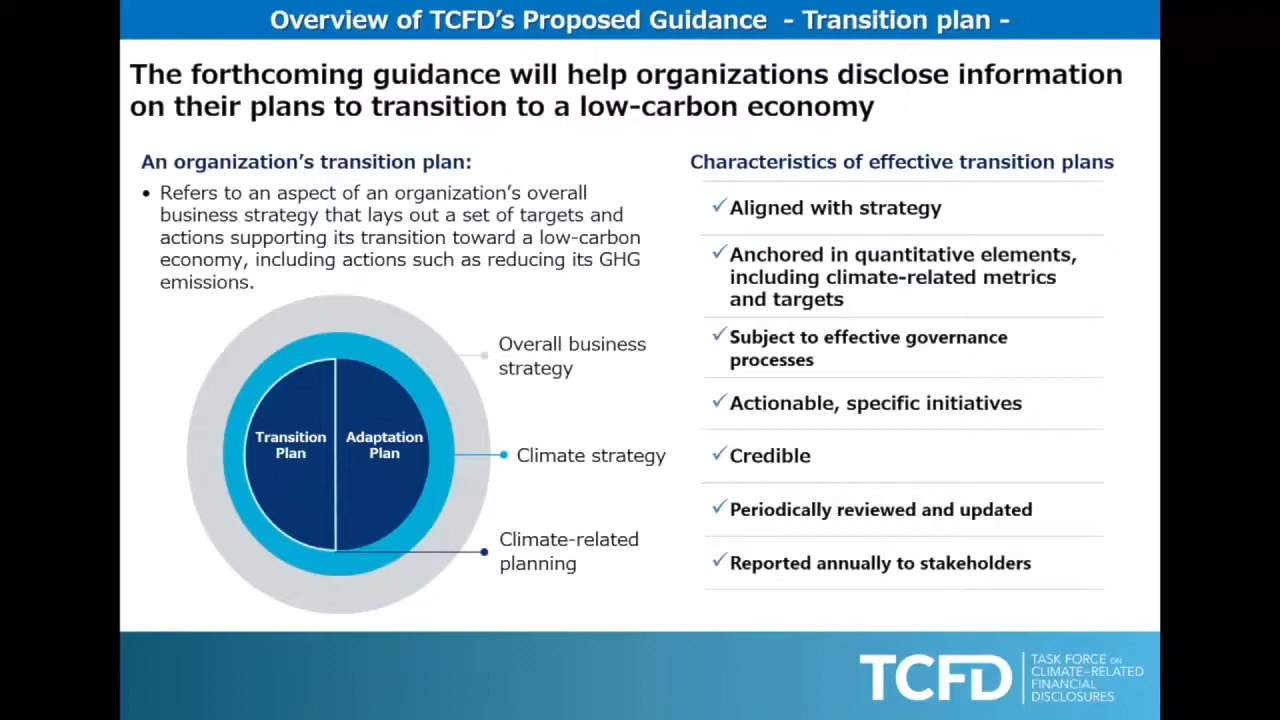 Overview of TCFD's Proposed Guidance - Transition plan -
The forthcoming guidance will help organizations disclose information
on their plans to transition to a low-carbon economy
An organization's transition plan:
• Refers to an aspect of an organization's overall
business strategy that lays out a set of targets and
actions supporting its transition toward a low-carbon
economy, including actions such as reducing its GHG
emissions.
Transition
Plan
Adaptation
Plan
Overall business
strategy
Climate strategy
Climate-related
planning
Characteristics of effective transition plans
✓Aligned with strategy
✓Anchored in quantitative elements,
including climate-related metrics
and targets
✓Subject to effective governance
processes
✓Actionable, specific initiatives
✓Credible
✓Periodically reviewed and updated
✓Reported annually to stakeholders
TCFD
TASK FORCE ON
CLIMATE-RELATED
FINANCIAL
DISCLOSURES